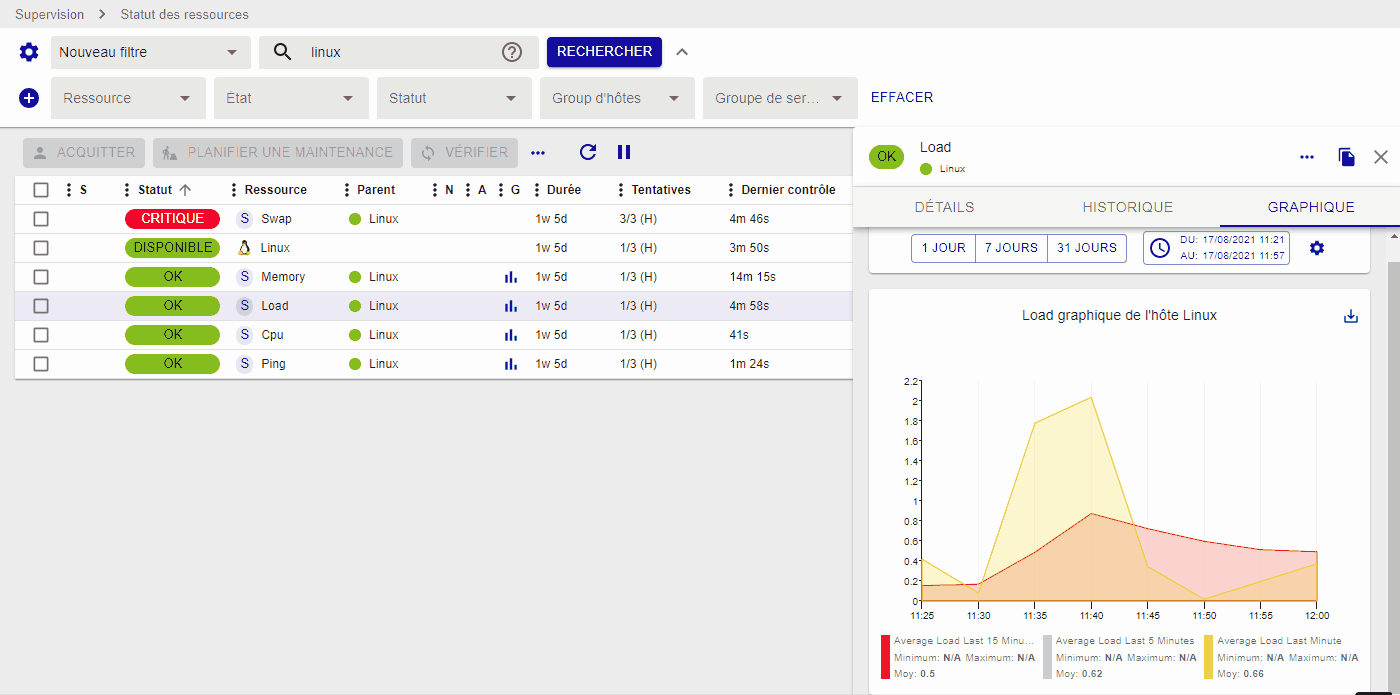 Supervision > Statut des ressources
Nouveau filtre linux ? RECHERCHER
Ressource État Statut Group d'hôtes Groupe de ser... EFFACER
ACQUITTER PLANIFIER UNE MAINTENANCE VÉRIFIER
S Statut Ressource Parent N A G Durée Tentatives Dernier contrôle
CRITIQUE S Swap Linux 1w 5d 3/3 (H) 4m 46s
DISPONIBLE Linux 1w 5d 1/3 (H) 3m 50s
OK S Memory Linux 1w 5d 1/3 (H) 14m 15s
OK S Load Linux 1w 5d 1/3 (H) 4m 58s
OK S Cpu Linux 1w 5d 1/3 (H) 41s
OK S Ping Linux 1w 5d 1/3 (H) 1m 24s
OK Load
Linux
DÉTAILS HISTORIQUE GRAPHIQUE
1 JOUR 7 JOURS 31 JOURS
DU: 17/08/2021 11:21
AU: 17/08/2021 11:57
Load graphique de l'hôte Linux
2.2
2
1.8
1.6
1.4
1.2
1
0.8
0.6
0.4
0.2
0
11:25 11:30 11:35 11:40 11:45 11:50 11:55 12:00
Average Load Last 15 Minu... Average Load Last 5 Minutes Average Load Last Minute
Minimum: N/A Maximum: N/A Minimum: N/A Maximum: N/A Minimum: N/A Maximum: N/A
Moy: 0.5 Moy: 0.62 Moy: 0.66